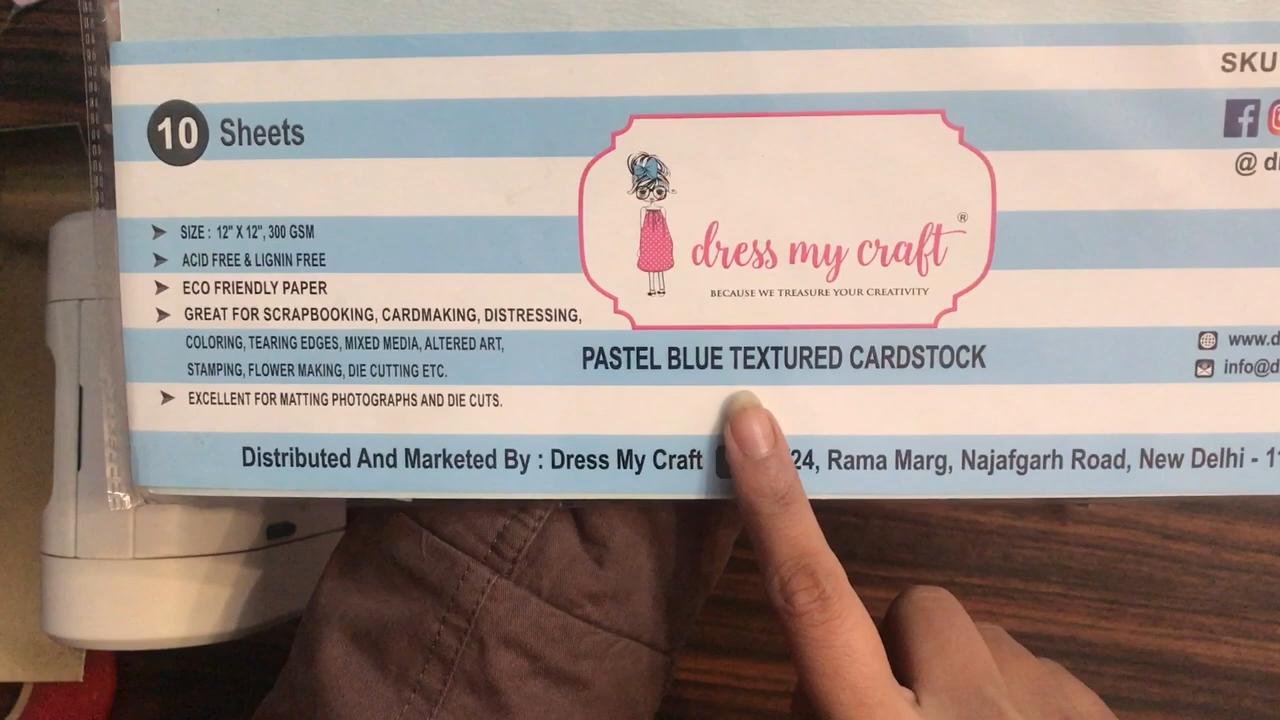 SKU
10 Sheets
@ d
SIZE : 12" X 12", 300 GSM
ACID FREE & LIGNIN FREE
ECO FRIENDLY PAPER
GREAT FOR SCRAPBOOKING, CARDMAKING, DISTRESSING,
COLORING, TEARING EDGES, MIXED MEDIA, ALTERED ART,
STAMPING, FLOWER MAKING, DIE CUTTING ETC.
EXCELLENT FOR MATTING PHOTOGRAPHS AND DIE CUTS.
dress my craft ®
BECAUSE WE TREASURE YOUR CREATIVITY
PASTEL BLUE TEXTURED CARDSTOCK
www.d
info@d
Distributed And Marketed By : Dress My Craft 24, Rama Marg, Najafgarh Road, New Delhi - 1